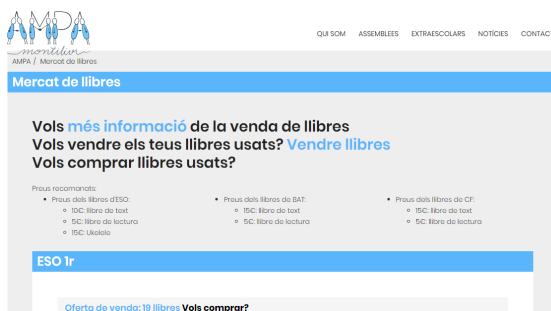 AMPA
montilivi
QUI SOM ASSEMBLEES EXTRAESCOLARS NOTÍCIES CONTAC
AMPA / Mercat de llibres
Mercat de llibres
Vols més informació de la venda de llibres
Vols vendre els teus llibres usats? Vendre llibres
Vols comprar llibres usats?
Preus recomanats:
Preus dels llibres d'ESO:
10€: llibre de text
5€: llibre de lectura
15€: Ukelele
Preus dels llibres de BAT:
15€: llibre de text
5€: llibre de lectura
Preus dels llibres de CF:
15€: llibre de text
5€: llibre de lectura
ESO 1r
Oferta de venda: 19 llibres Vols comprar?